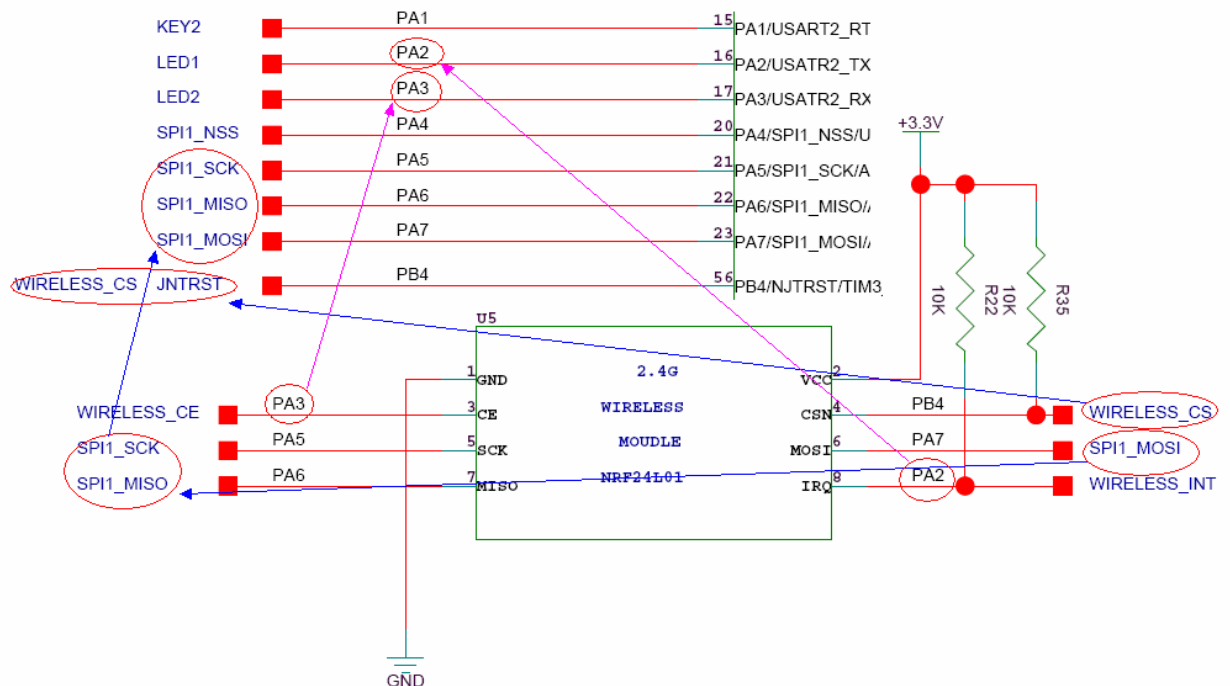 KEY2 PA1 15 PA1/USART2_RT
LED1 PA2 16 PA2/USATR2_TX
LED2 PA3 17 PA3/USATR2_RX
SPI1_NSS PA4 20 PA4/SPI1_NSS/U
+3.3V
SPI1_SCK PA5 21 PA5/SPI1_SCK/A
SPI1_MISO PA6 22 PA6/SPI1_MISO/
SPI1_MOSI PA7 23 PA7/SPI1_MOSI/
WIRELESS_CS JNTRST PB4 56 PB4/NJTRST/TIM3
10K R22 10K R35
U5
1 GND 2.4G VCC 2
WIRELESS_CE PA3 3 CE WIRELESS CSN 4 PB4 WIRELESS_CS
SPI1_SCK PA5 5 SCK MOUDLE MOSI 6 PA7 SPI1_MOSI
SPI1_MISO PA6 7 MISO NRF24L01 IRQ 8 PA2 WIRELESS_INT
GND